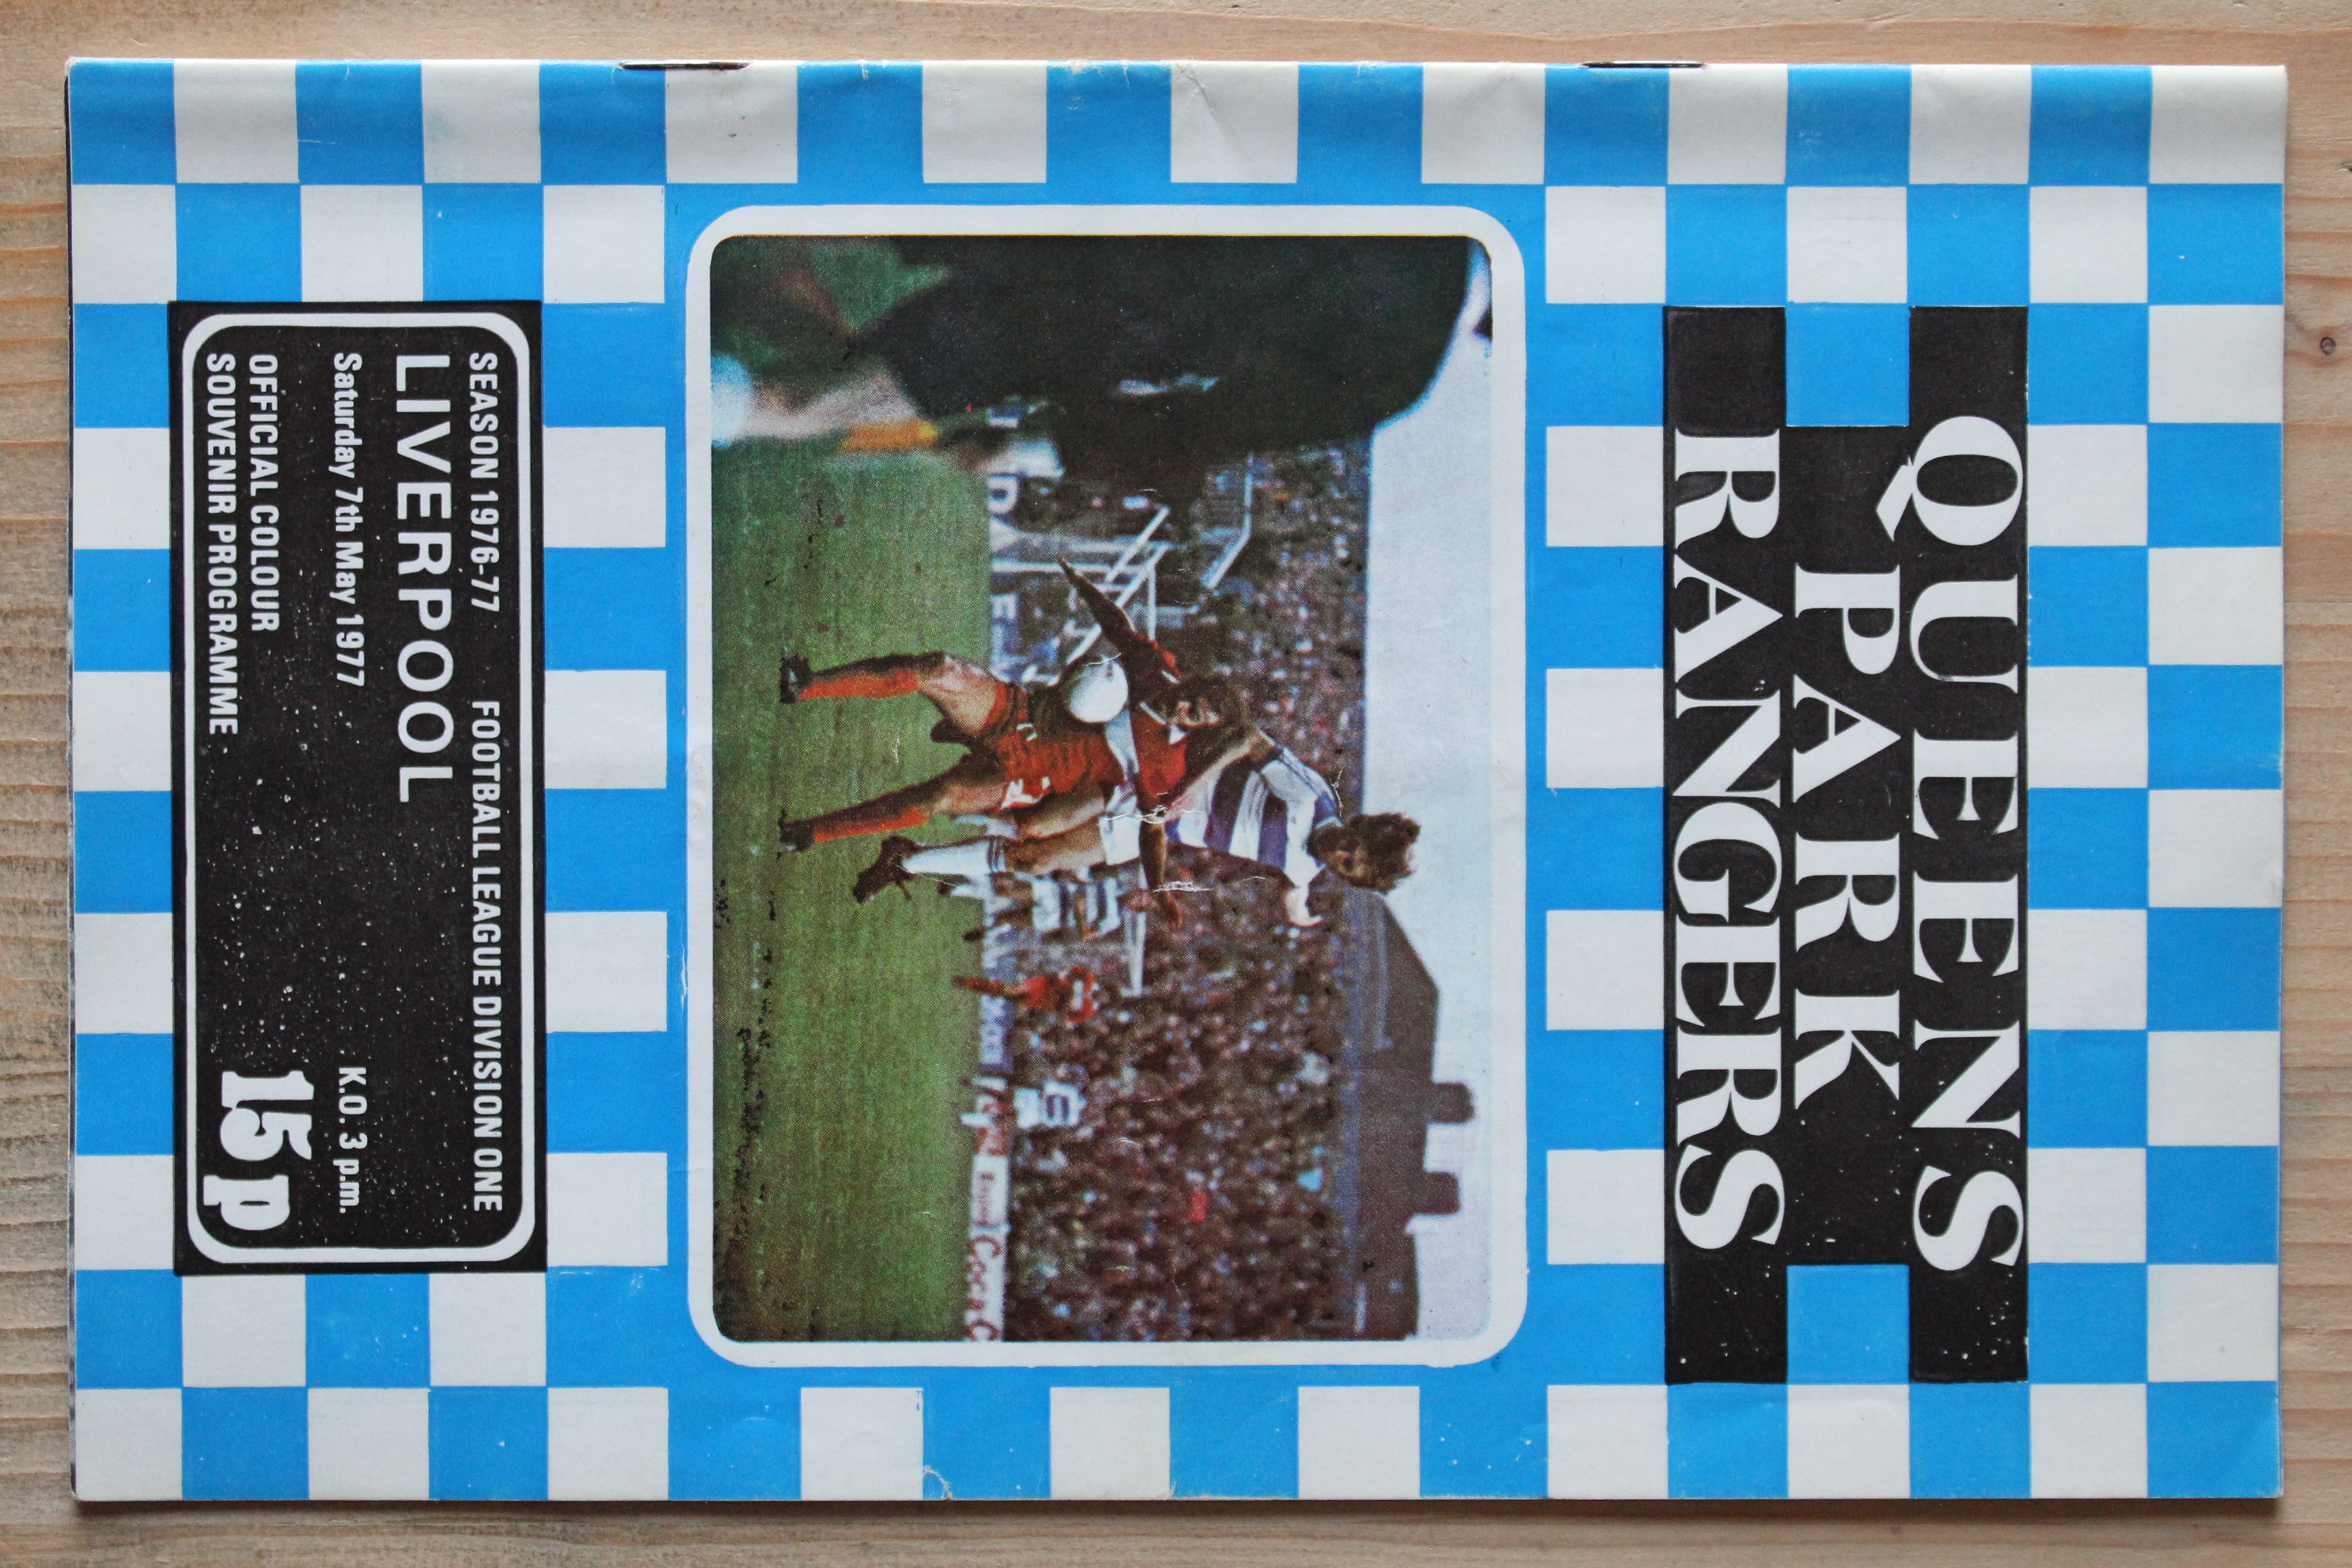 QUEENS
PARK
RANGERS
SEASON 1976-77 FOOTBALL LEAGUE DIVISION ONE
LIVERPOOL
Saturday 7th May 1977 K.O. 3 p.m.
OFFICIAL COLOUR
SOUVENIR PROGRAMME 15p